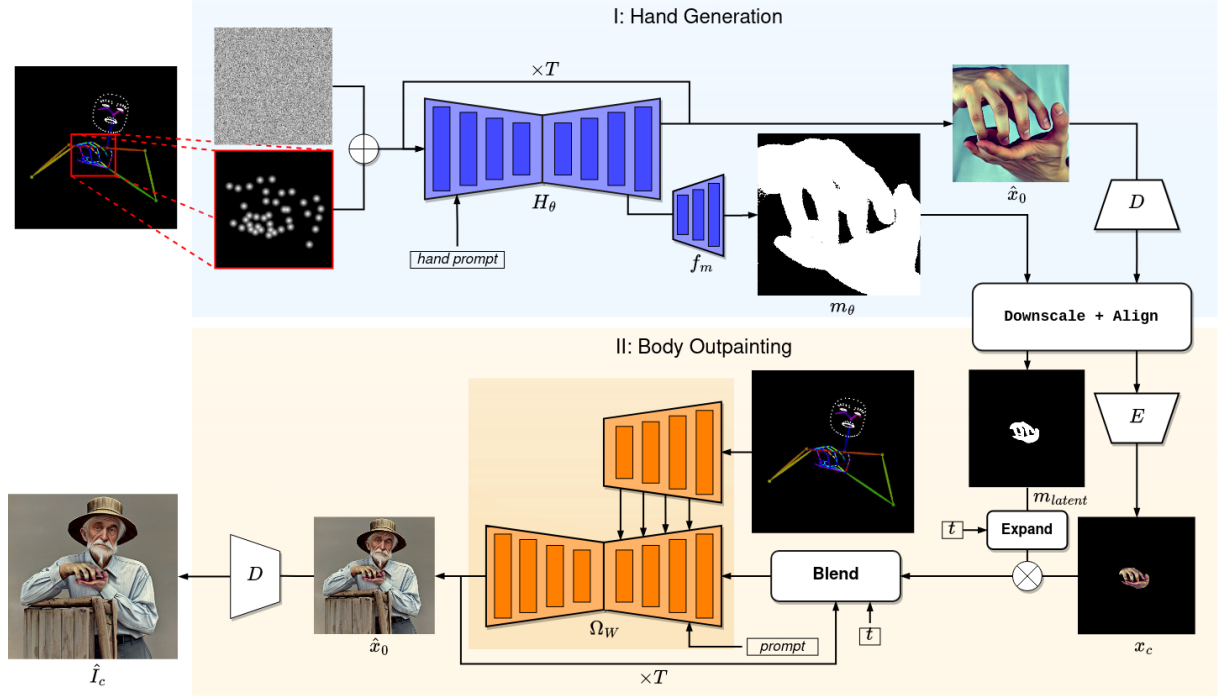 I: Hand Generation
×T
H_θ
hand prompt
f_m
m_θ
x̂_0
D
Downscale + Align
II: Body Outpainting
E
m_latent
t
Expand
Blend
t
x_c
Ω_W
prompt
×T
x̂_0
D
Î_c